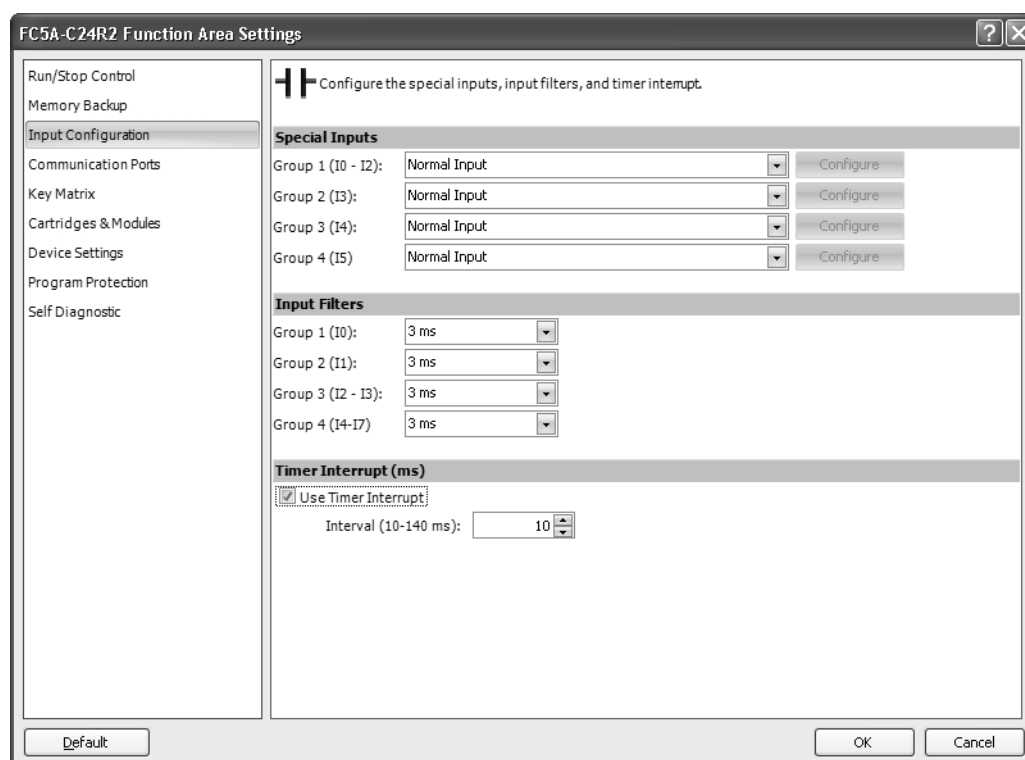 FC5A-C24R2 Function Area Settings
Run/Stop Control
Memory Backup
Input Configuration
Communication Ports
Key Matrix
Cartridges & Modules
Device Settings
Program Protection
Self Diagnostic
Configure the special inputs, input filters, and timer interrupt.
Special Inputs
Group 1 (I0 - I2): Normal Input Configure
Group 2 (I3): Normal Input Configure
Group 3 (I4): Normal Input Configure
Group 4 (I5) Normal Input Configure
Input Filters
Group 1 (I0): 3 ms
Group 2 (I1): 3 ms
Group 3 (I2 - I3): 3 ms
Group 4 (I4-I7) 3 ms
Timer Interrupt (ms)
Use Timer Interrupt
Interval (10-140 ms): 10
Default OK Cancel